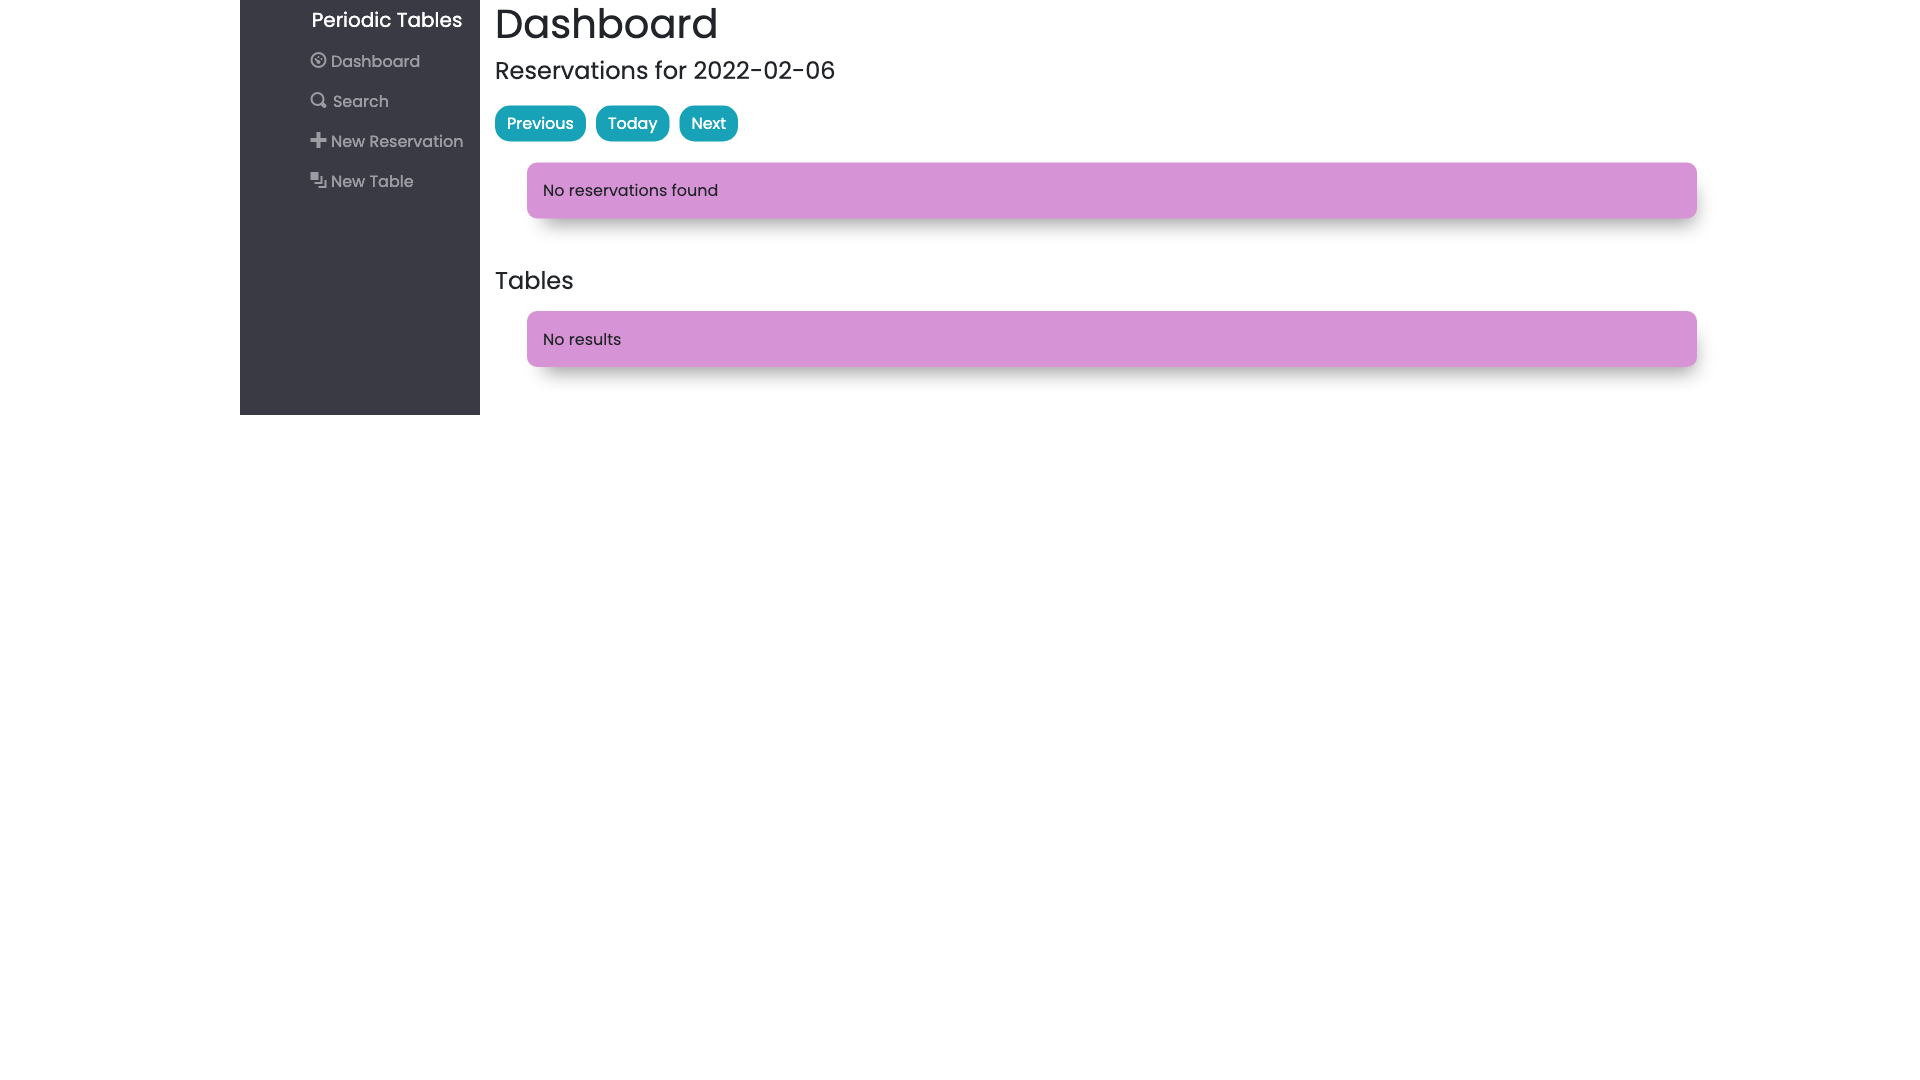 Periodic Tables
Dashboard
Search
New Reservation
New Table
Dashboard
Reservations for 2022-02-06
Previous Today Next
No reservations found
Tables
No results